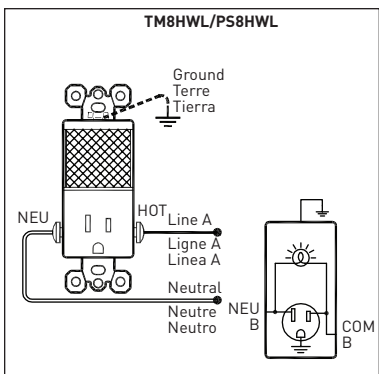 TM8HWL/PS8HWL
Ground
Terre
Tierra
NEU
HOT
Line A
Ligne A
Linea A
Neutral
Neutre
Neutro
NEU
B
COM
B